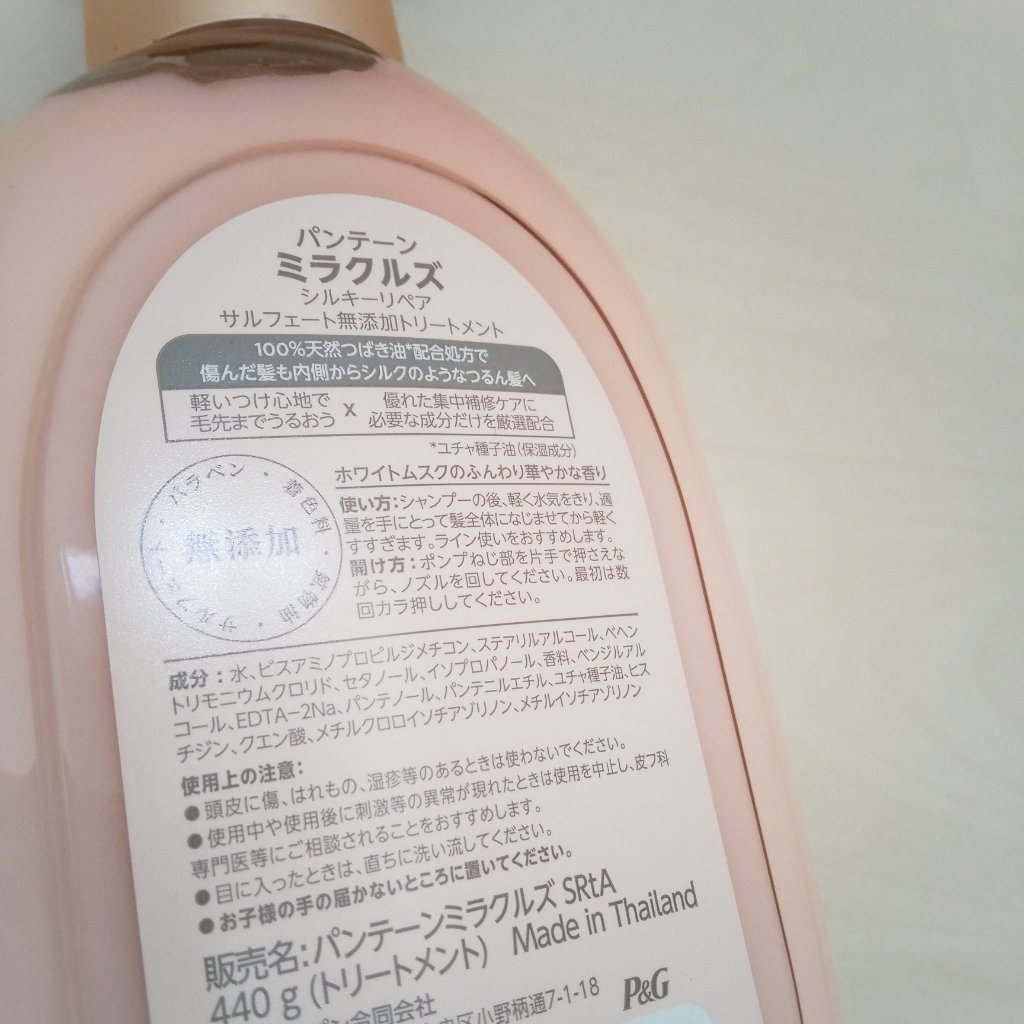 パンテーン
ミラクルズ
シルキーリペア
サルフェート無添加トリートメント
100%天然つばき油*配合処方で
傷んだ髪も内側からシルクのようなつるん髪へ
軽いつけ心地で
毛先までうるおう
x
優れた集中補修ケアに
必要な成分だけを厳選配合
*ユチャ種子油(保湿成分)
ホワイトムスクのふんわり華やかな香り
パラベン・着色料・鉱物油・サルフェート・
無添加
使い方:シャンプーの後、軽く水気をきり、適
量を手にとって髪全体になじませてから軽く
すすぎます。ライン使いをおすすめします。
開け方:ポンプねじ部を片手で押さえな
がら、ノズルを回してください。最初は数
回カラ押ししてください。
成分:水、ビスアミノプロピルジメチコン、ステアリルアルコール、ベヘン
トリモニウムクロリド、セタノール、イソプロパノール、香料、ベンジルアル
コール、EDTA-2Na、パンテノール、パンテニルエチル、ユチャ種子油、ヒス
チジン、クエン酸、メチルクロロイソチアゾリノン、メチルイソチアゾリノン
使用上の注意:
●頭皮に傷、はれもの、湿疹等のあるときは使わないでください。
●使用中や使用後に刺激等の異常が現れたときは使用を中止し、皮フ科
専門医等にご相談されることをおすすめします。
●目に入ったときは、直ちに洗い流してください。
●お子様の手の届かないところに置いてください。
販売名:パンテーンミラクルズ SRtA
440 g (トリートメント) Made in Thailand
ン合同会社
区小野柄通7-1-18
P&G